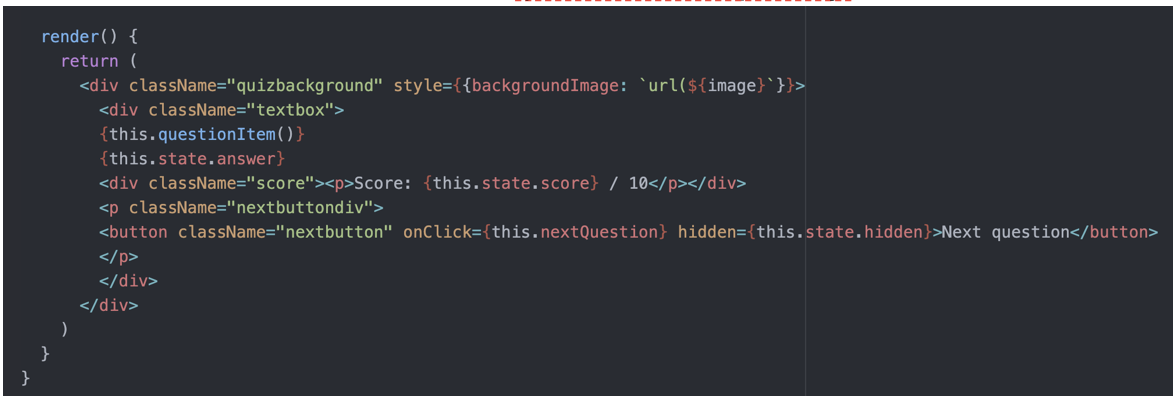 render() {
return (
<div className="quizbackground" style={{backgroundImage: `url(${image}`}}>
<div className="textbox">
{this.questionItem()}
{this.state.answer}
<div className="score"><p>Score: {this.state.score} / 10</p></div>
<p className="nextbuttondiv">
<button className="nextbutton" onClick={this.nextQuestion} hidden={this.state.hidden}>Next question</button>
</p>
</div>
</div>
)
}
}